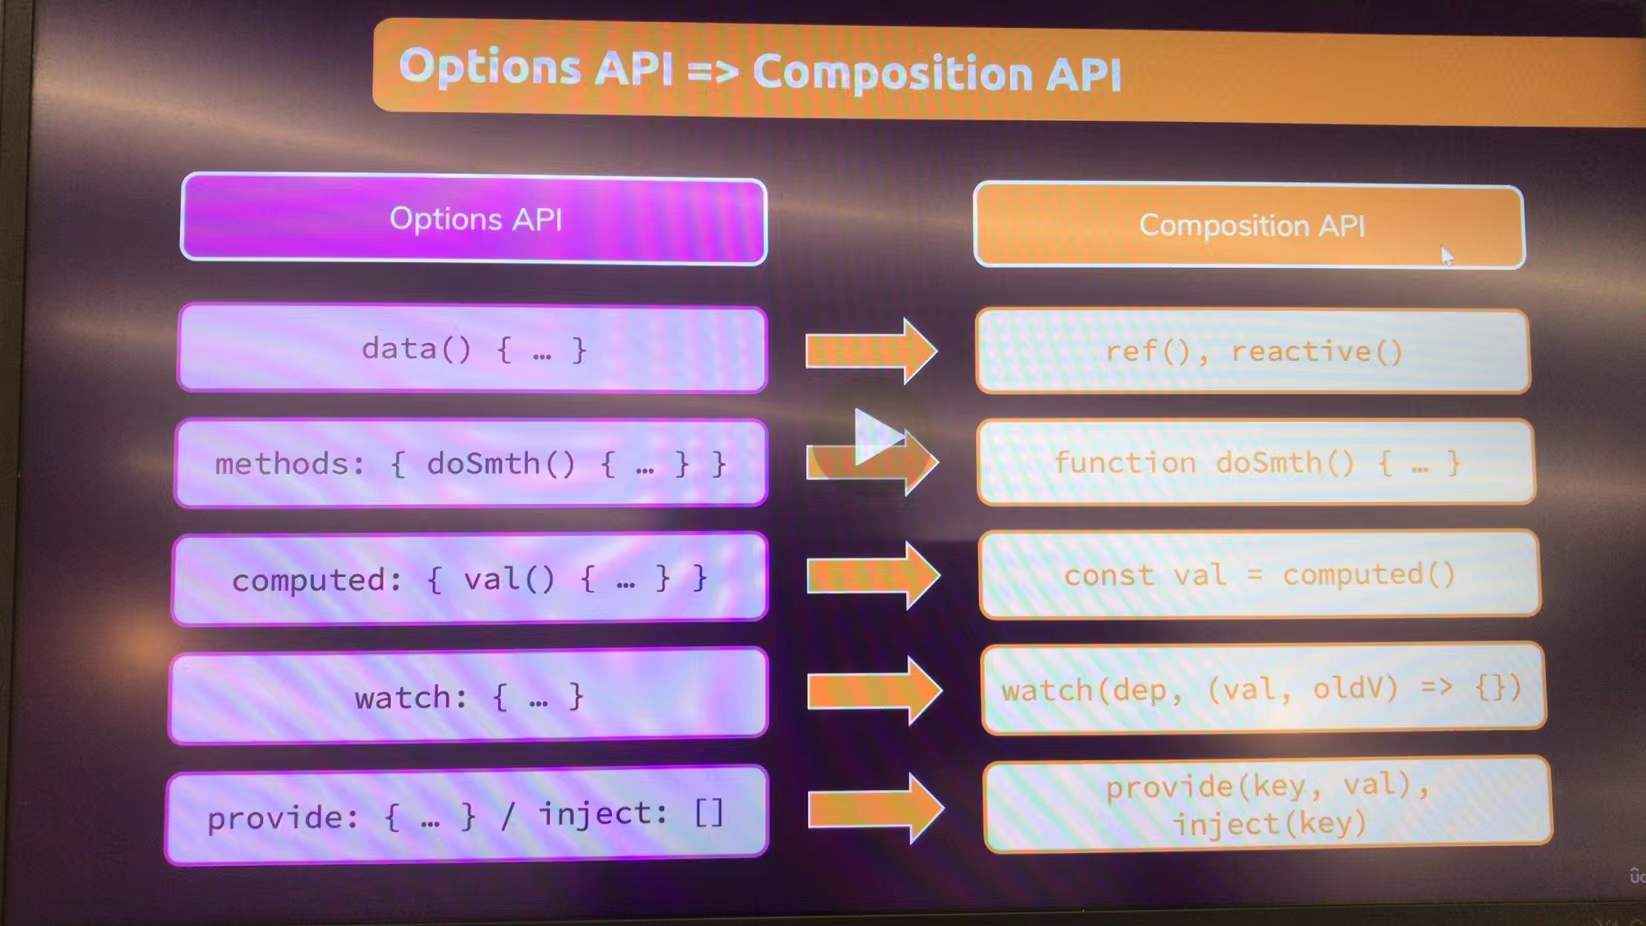 Options API => Composition API
Options API
Composition API
data() { … }
ref(), reactive()
methods: { doSmth() { … } }
function doSmth() { … }
computed: { val() { … } }
const val = computed()
watch: { … }
watch(dep, (val, oldV) => {})
provide: { … } / inject: []
provide(key, val),
inject(key)